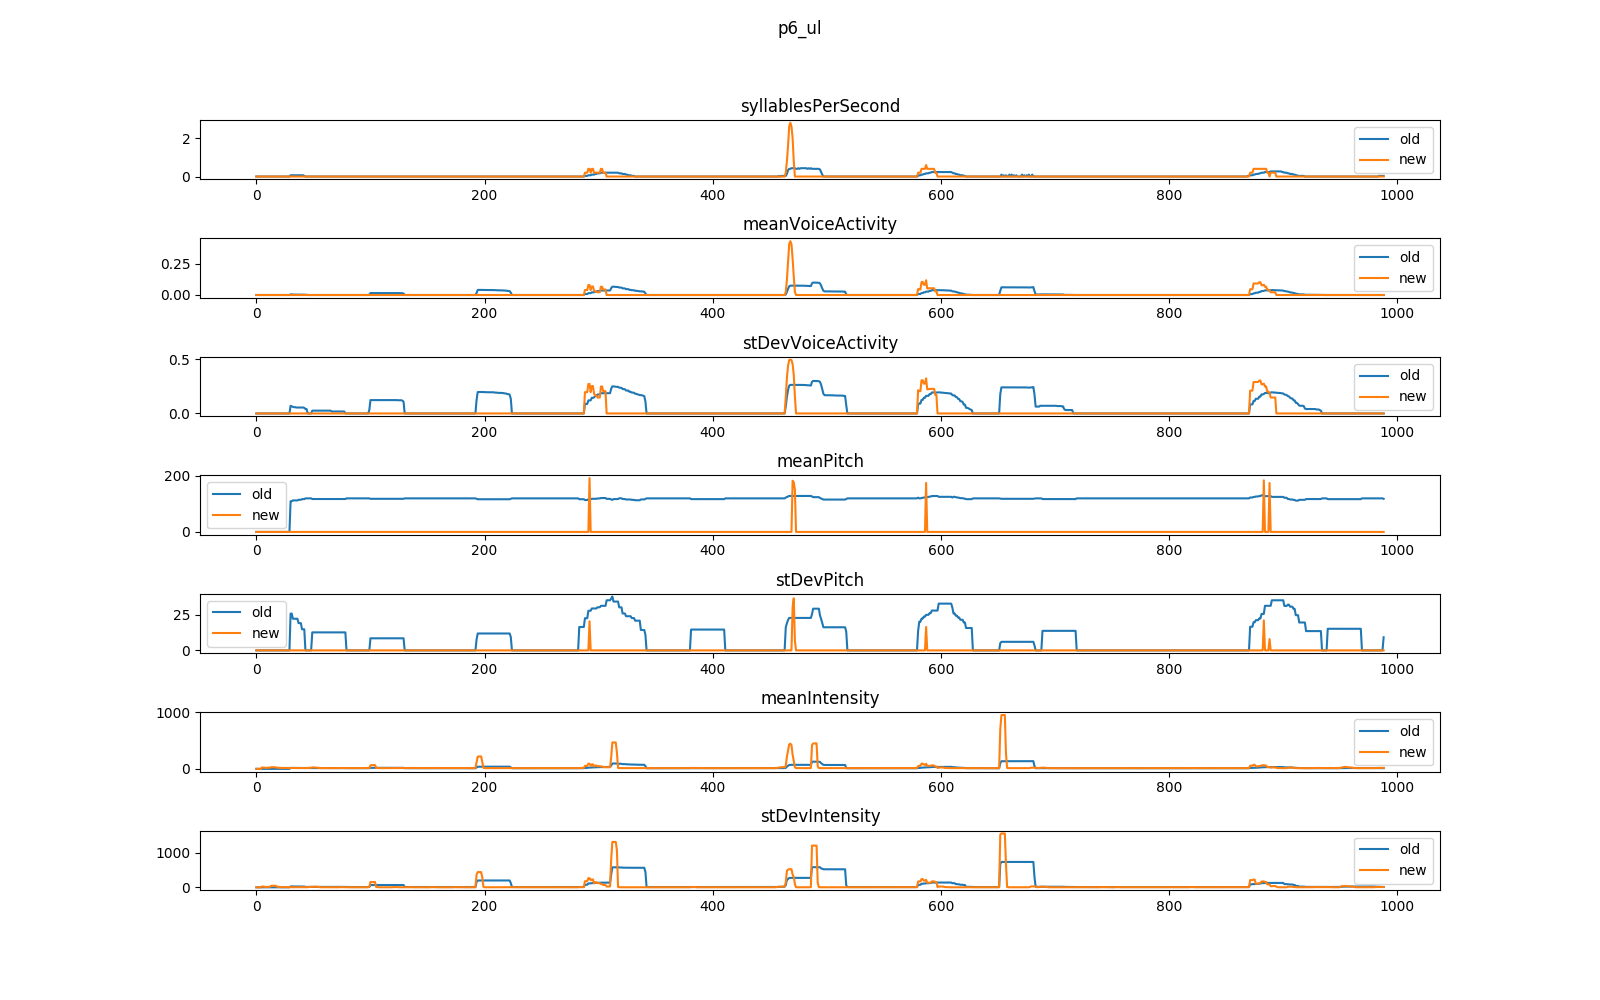 p6_ul
syllablesPerSecond
2
0
old
new
0 200 400 600 800 1000
meanVoiceActivity
0.25
0.00
old
new
0 200 400 600 800 1000
stDevVoiceActivity
0.5
0.0
old
new
0 200 400 600 800 1000
meanPitch
200
0
old
new
0 200 400 600 800 1000
stDevPitch
25
0
old
new
0 200 400 600 800 1000
meanIntensity
1000
0
old
new
0 200 400 600 800 1000
stDevIntensity
1000
0
old
new
0 200 400 600 800 1000